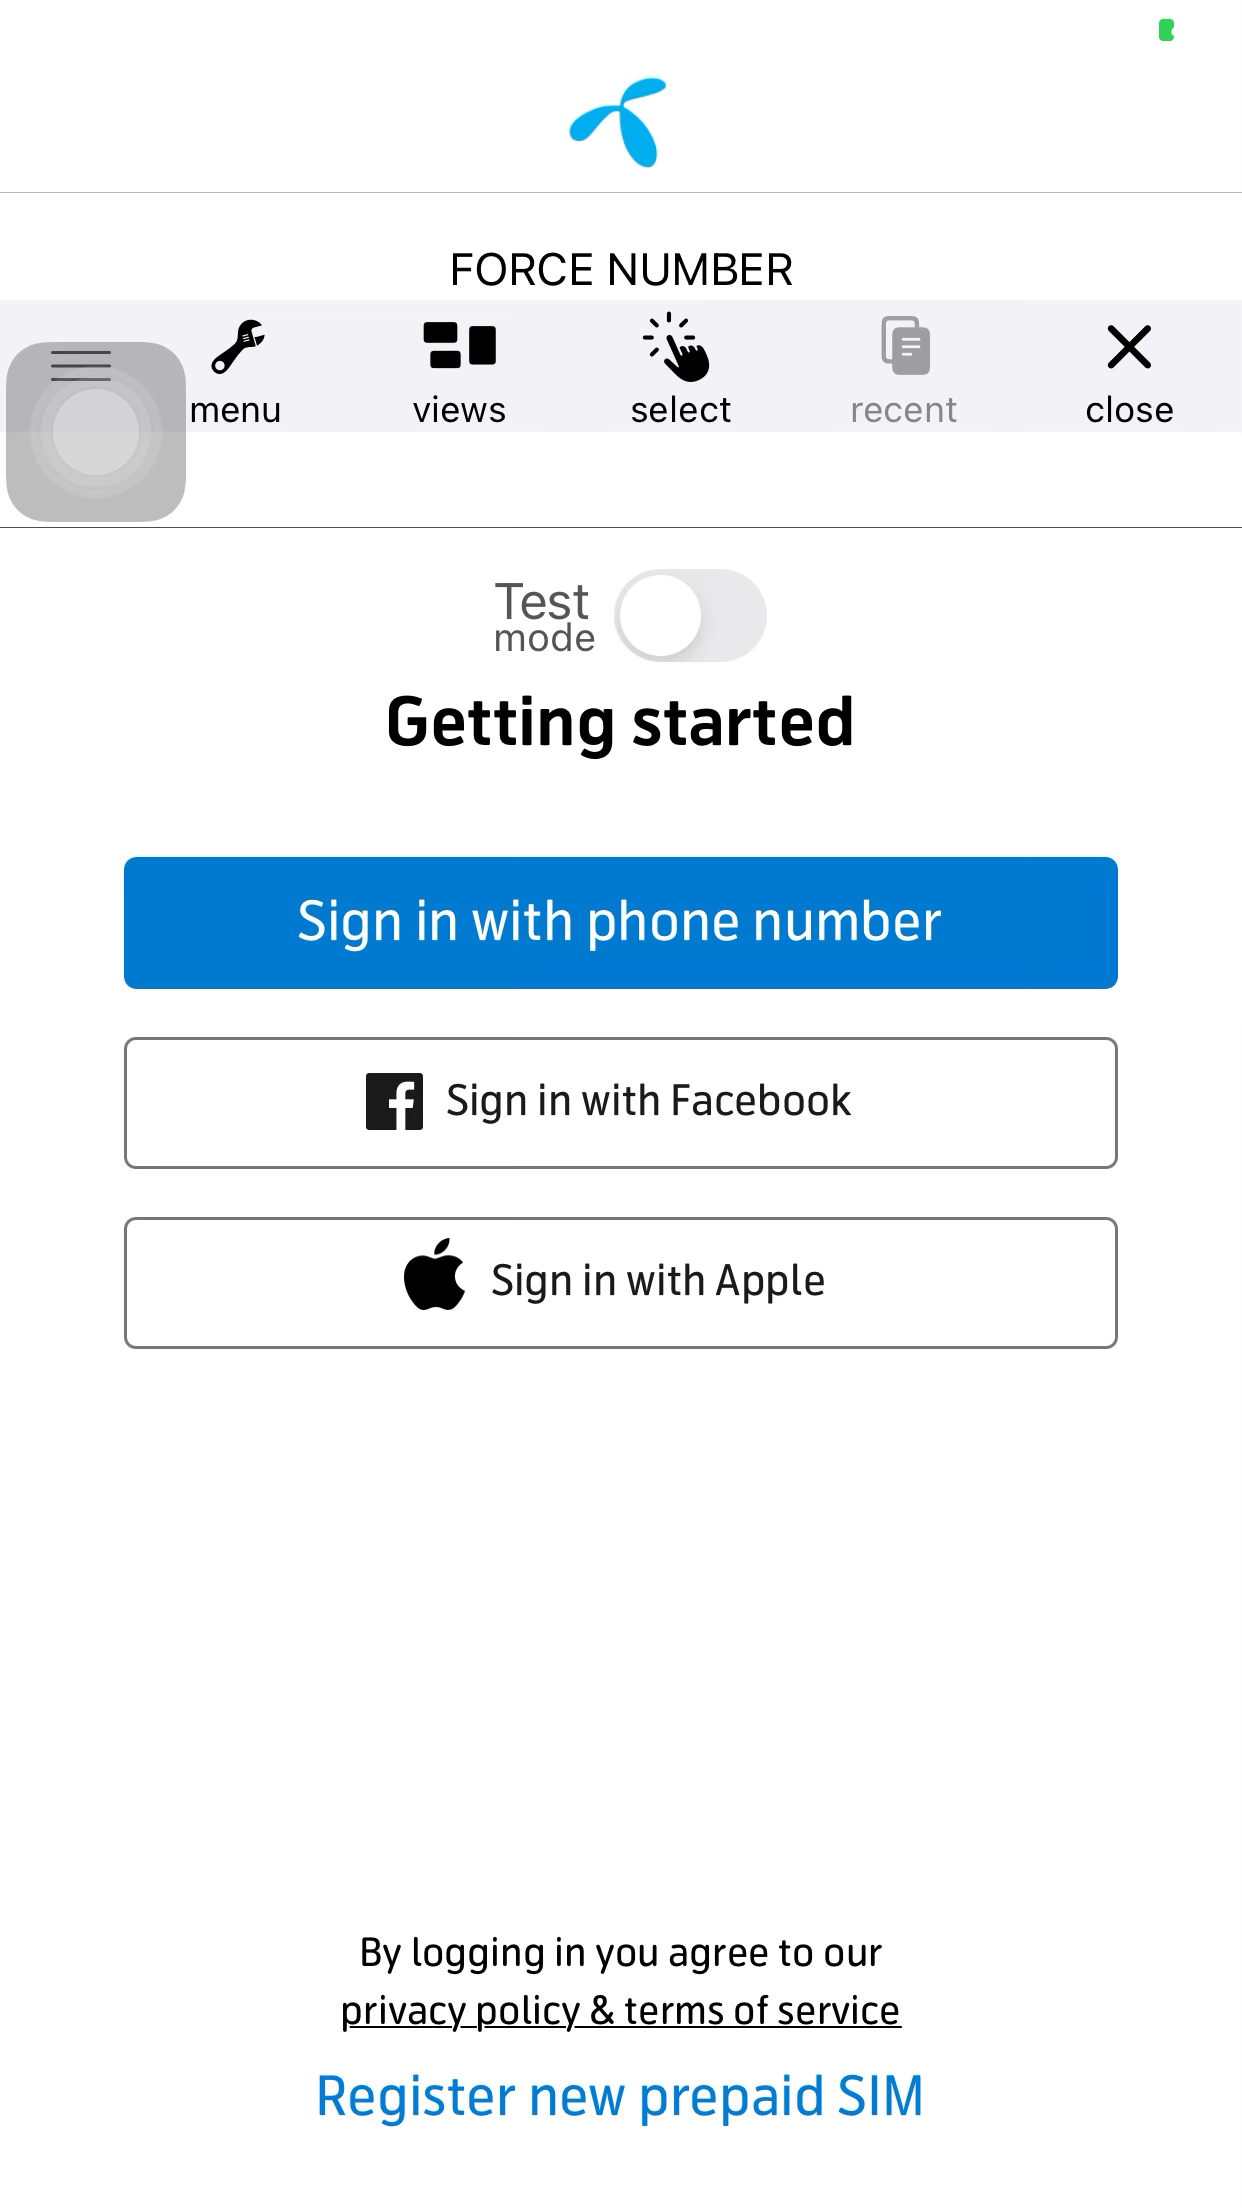 FORCE NUMBER
menu views select recent close
Test
mode
Getting started
Sign in with phone number
Sign in with Facebook
Sign in with Apple
By logging in you agree to our
privacy policy & terms of service
Register new prepaid SIM